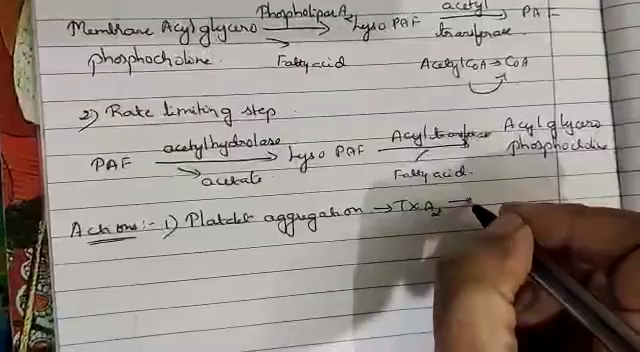 Membrane Acylglycero Phospholipase A2 Lyso PAF acetyl transferase PAF
phosphocholine. Fatty acid Acetyl CoA → CoA
2) Rate limiting step
PAF acetylhydrolase Lyso PAF Acyltransferase Acylglycero phosphocholine
→ acetate Fatty acid.
Actions:- 1) Platelet aggregation → TxA2 →